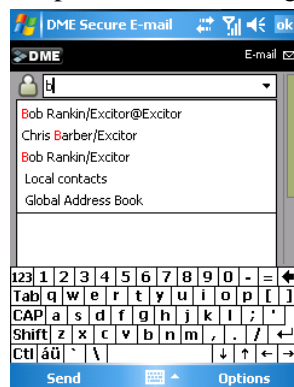 DME Secure E-mail ok
DME E-mail
b
Bob Rankin/Excitor@Excitor
Chris Barber/Excitor
Bob Rankin/Excitor
Local contacts
Global Address Book
123 1 2 3 4 5 6 7 8 9 0 - =
Tab q w e r t y u i o p [ ]
CAP a s d f g h j k l ; '
Shift z x c v b n m , . /
Ctl áü ` \
Send Options